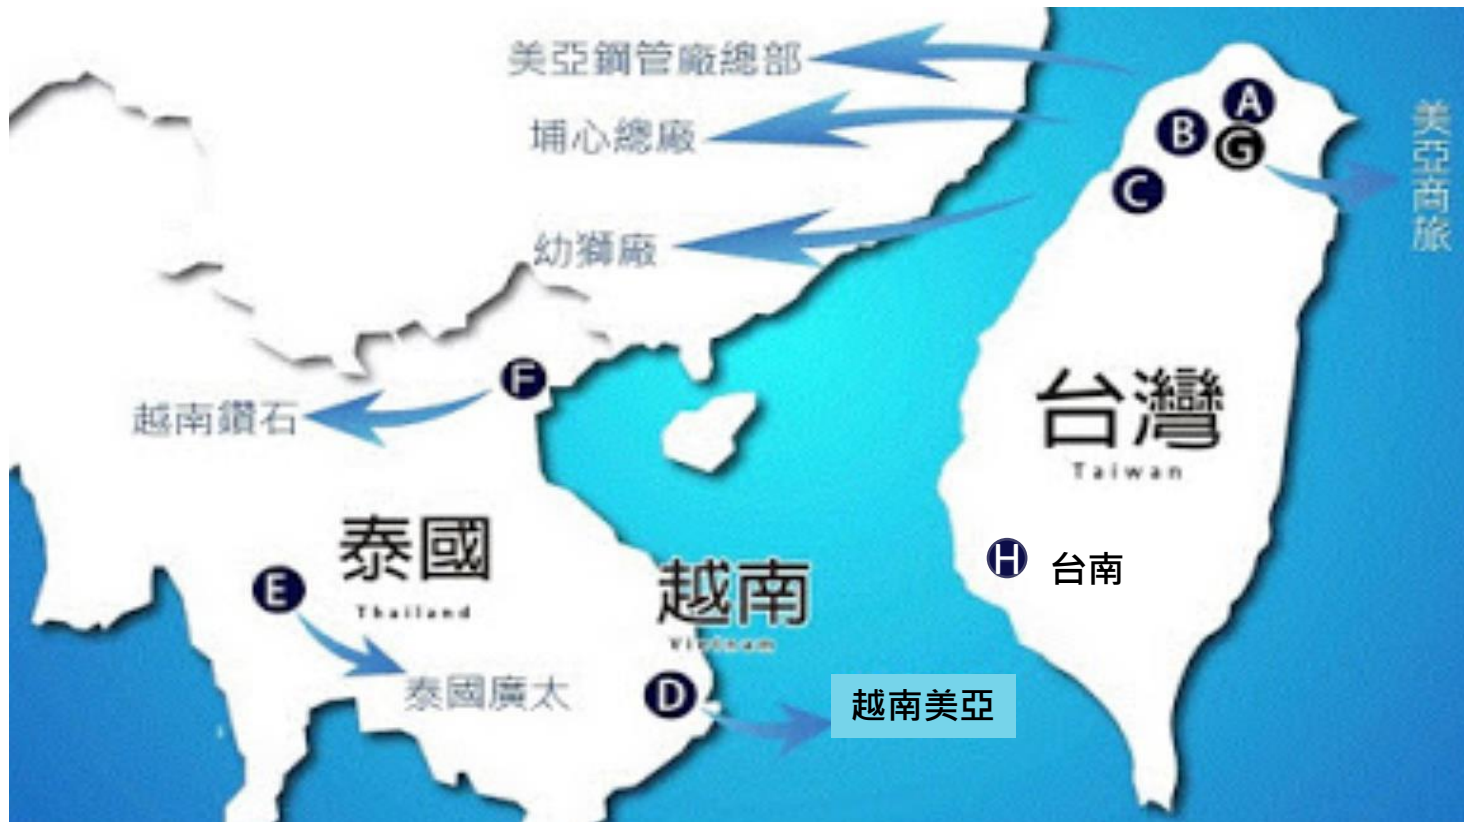 美亞鋼管廠總部
A
埔心總廠
B
G
美亞商旅
C
幼獅廠
F
越南鑽石
台灣
Taiwan
泰國
Thailand
E
越南
Vietnam
H 台南
泰國廣太
D
越南美亞